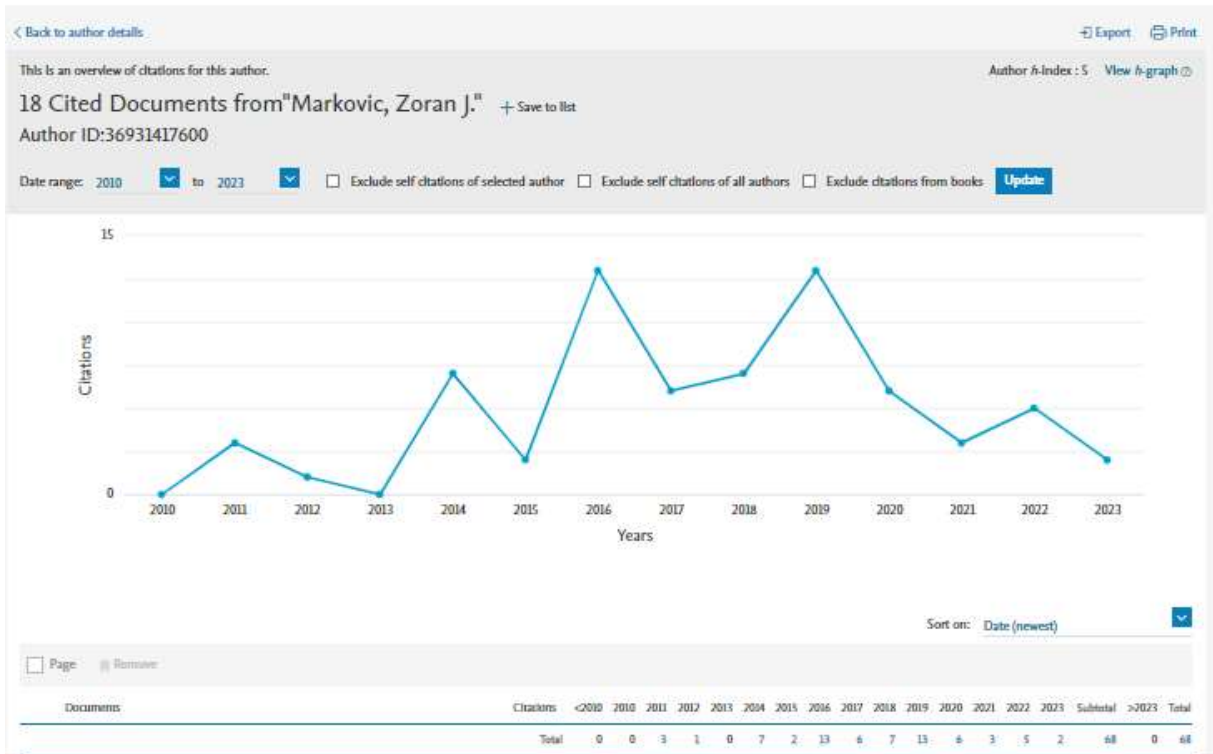 Back to author details Export Print
This is an overview of citations for this author. Author h-index : 5 View h-graph
18 Cited Documents from"Markovic, Zoran J." + Save to list
Author ID:36931417600
Date range: 2010 to 2023 Exclude self citations of selected author Exclude self citations of all authors Exclude citations from books Update
15
Citations
0
2010 2011 2012 2013 2014 2015 2016 2017 2018 2019 2020 2021 2022 2023
Years
Sort on: Date (newest)
Page Remove
Documents Citations <2010 2010 2011 2012 2013 2014 2015 2016 2017 2018 2019 2020 2021 2022 2023 Subtotal >2023 Total
Total 0 0 3 1 0 7 2 13 6 7 13 6 3 5 2 68 0 68